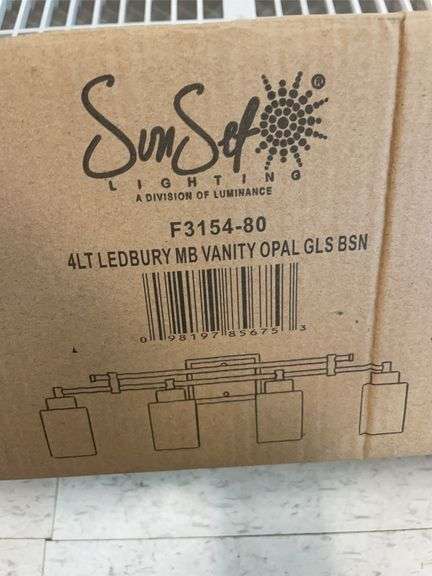 SunSet ®
LIGHTING
A DIVISION OF LUMINANCE
F3154-80
4LT LEDBURY MB VANITY OPAL GLS BSN
0 98197 85675 3